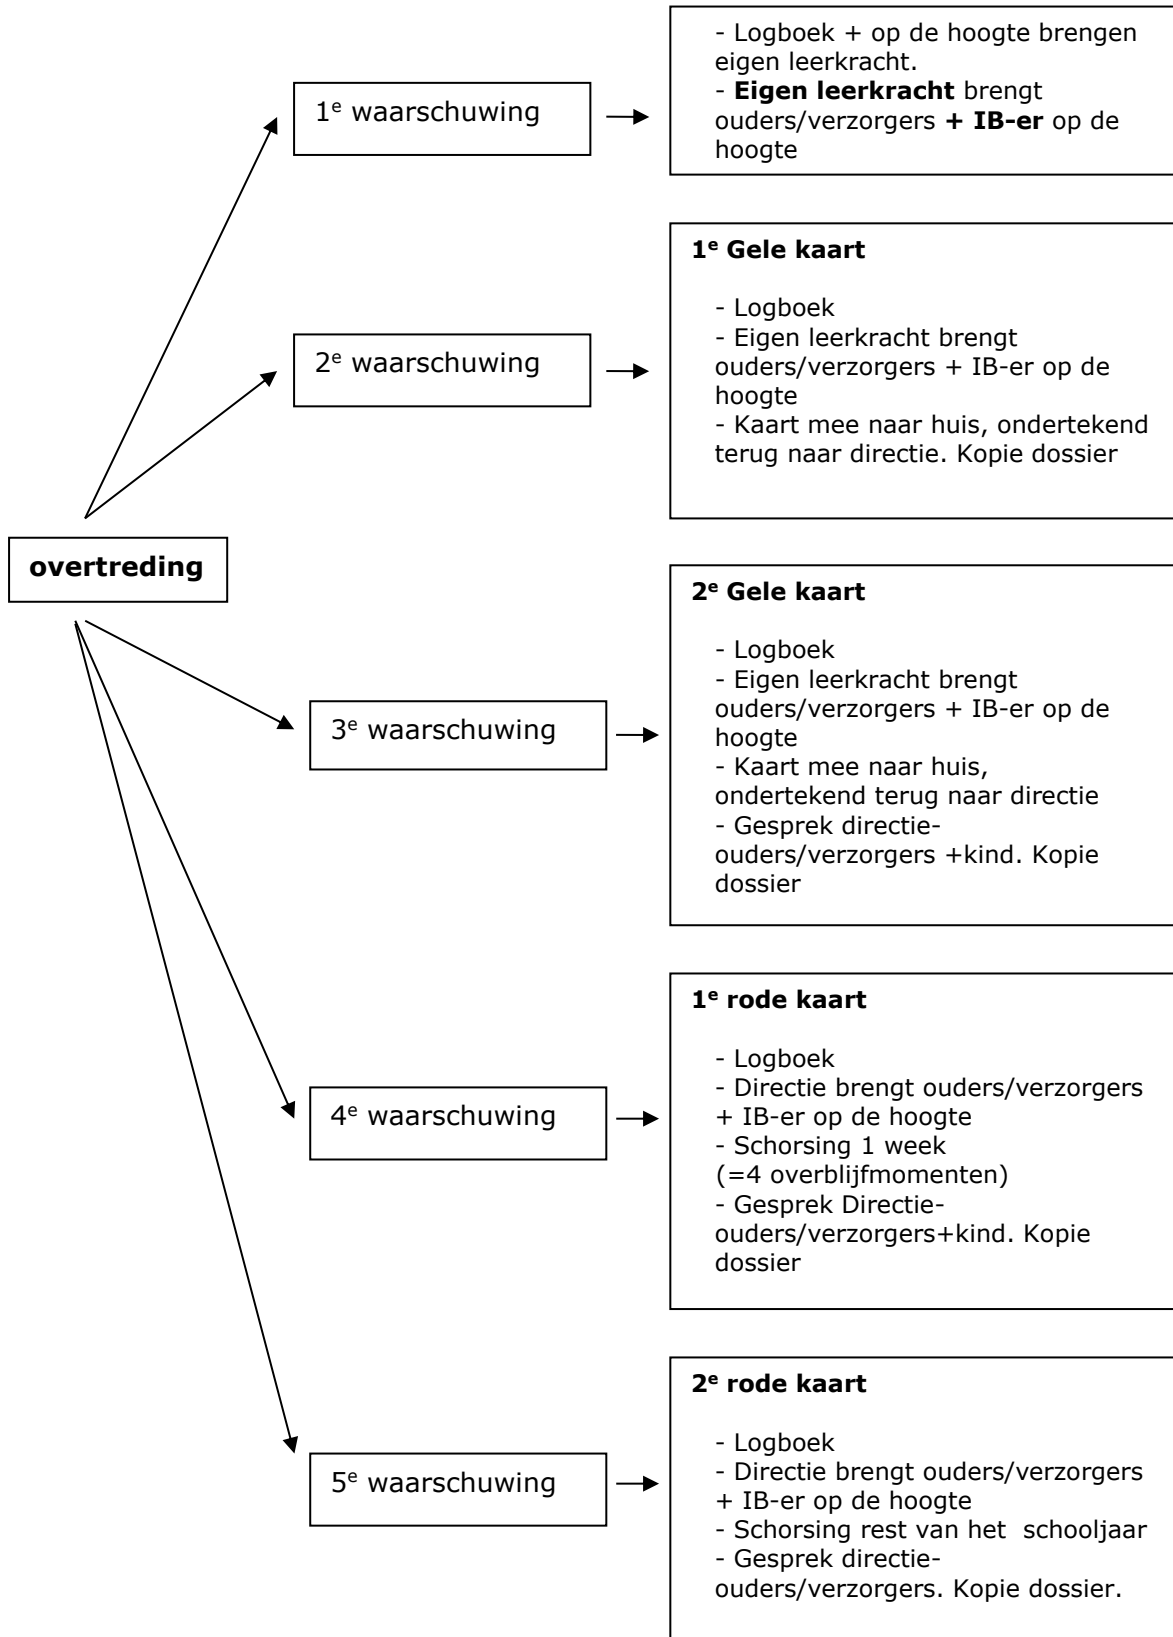 - Logboek + op de hoogte brengen
eigen leerkracht.
- Eigen leerkracht brengt
ouders/verzorgers + IB-er op de
hoogte
1e waarschuwing
1e Gele kaart
- Logboek
- Eigen leerkracht brengt
ouders/verzorgers + IB-er op de
hoogte
- Kaart mee naar huis, ondertekend
terug naar directie. Kopie dossier
2e waarschuwing
overtreding
2e Gele kaart
- Logboek
- Eigen leerkracht brengt
ouders/verzorgers + IB-er op de
hoogte
- Kaart mee naar huis,
ondertekend terug naar directie
- Gesprek directie-
ouders/verzorgers +kind. Kopie
dossier
3e waarschuwing
1e rode kaart
- Logboek
- Directie brengt ouders/verzorgers
+ IB-er op de hoogte
- Schorsing 1 week
(=4 overblijfmomenten)
- Gesprek Directie-
ouders/verzorgers+kind. Kopie
dossier
4e waarschuwing
2e rode kaart
- Logboek
- Directie brengt ouders/verzorgers
+ IB-er op de hoogte
- Schorsing rest van het  schooljaar
- Gesprek directie-
ouders/verzorgers. Kopie dossier.
5e waarschuwing